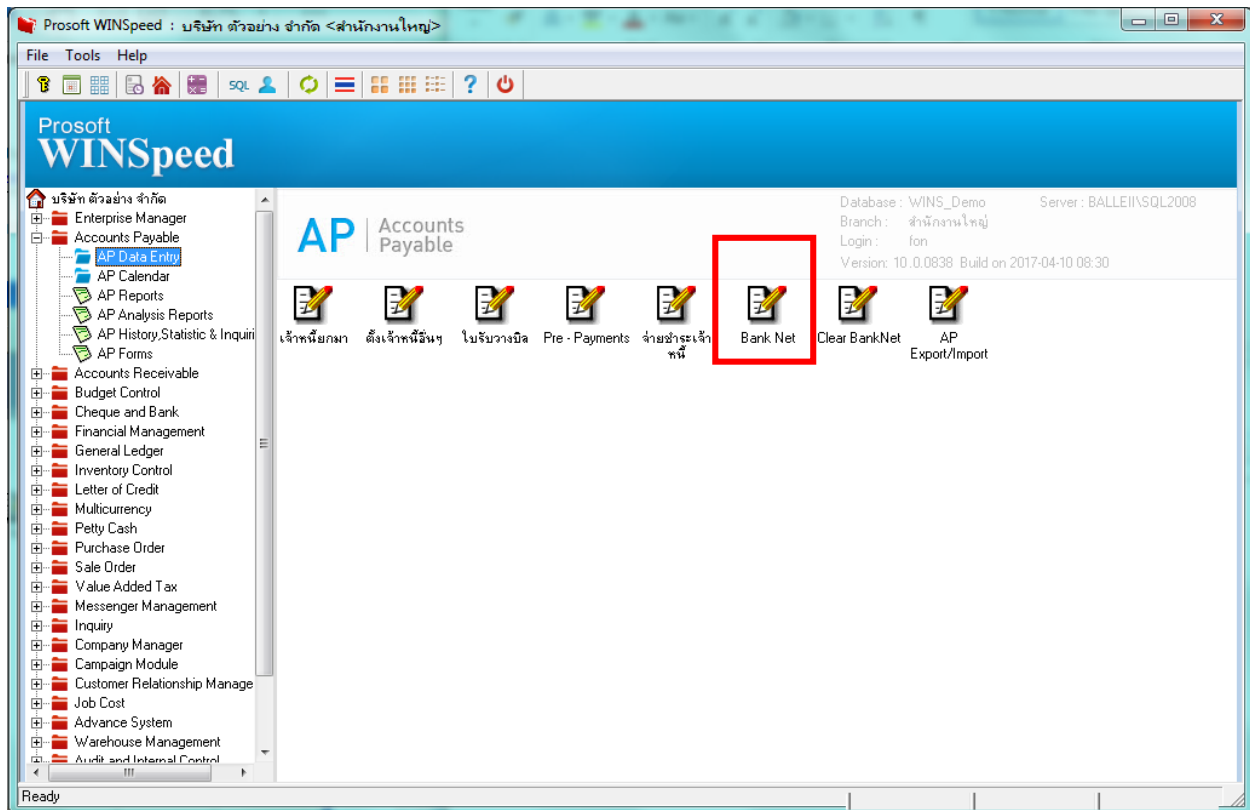 Prosoft WINSpeed : บริษัท ตัวอย่าง จำกัด <สำนักงานใหญ่>
File Tools Help
SQL
Prosoft
WINSpeed
บริษัท ตัวอย่าง จำกัด
Enterprise Manager
Accounts Payable
AP Data Entry
AP Calendar
AP Reports
AP Analysis Reports
AP History,Statistic & Inquiri
AP Forms
Accounts Receivable
Budget Control
Cheque and Bank
Financial Management
General Ledger
Inventory Control
Letter of Credit
Multicurrency
Petty Cash
Purchase Order
Sale Order
Value Added Tax
Messenger Management
Inquiry
Company Manager
Campaign Module
Customer Relationship Manage
Job Cost
Advance System
Warehouse Management
Audit and Internal Control
AP Accounts
Payable
Database : WINS_Demo Server : BALLEII\SQL2008
Branch : สำนักงานใหญ่
Login : fon
Version: 10.0.0838 Build on 2017-04-10 08:30
เจ้าหนี้ยกมา ตั้งเจ้าหนี้อื่นๆ ใบรับวางบิล Pre - Payments จ่ายชำระเจ้า Bank Net Clear BankNet AP
หนี้ Export/Import
Ready